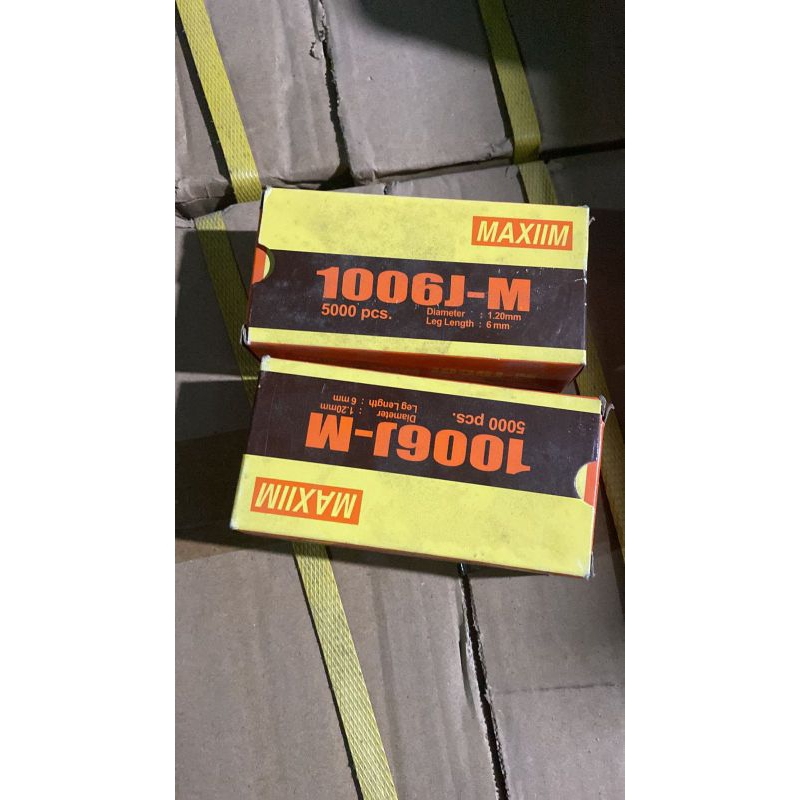 MAXIIM
1006J-M
5000 pcs.
Diameter : 1.20mm
Leg Length : 6 mm
1006J-M
5000 pcs.
Diameter : 1.20mm
Leg Length : 6 mm
MAXIIM